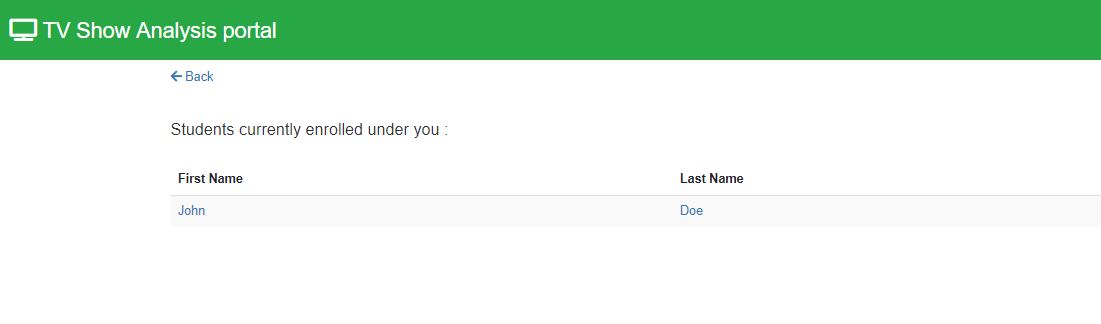 TV Show Analysis portal
Back
Students currently enrolled under you :
First Name Last Name
John Doe